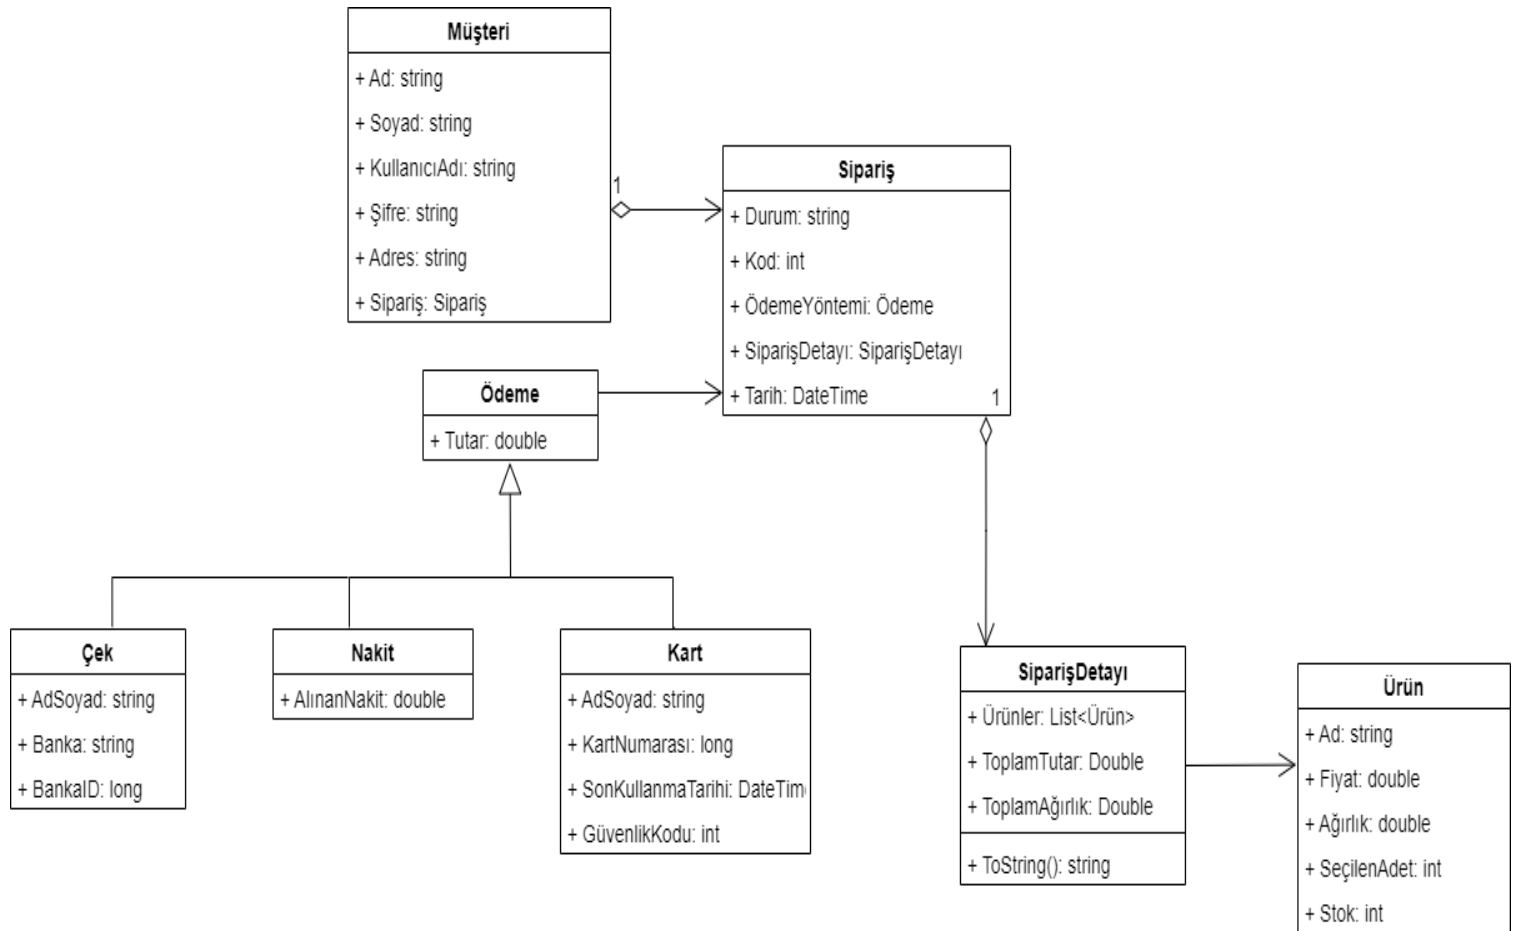 Müşteri
+ Ad: string
+ Soyad: string
+ KullanıcıAdı: string
+ Şifre: string
+ Adres: string
+ Sipariş: Sipariş
1
Sipariş
+ Durum: string
+ Kod: int
+ ÖdemeYöntemi: Ödeme
+ SiparişDetayı: SiparişDetayı
+ Tarih: DateTime
1
Ödeme
+ Tutar: double
Çek
+ AdSoyad: string
+ Banka: string
+ BankaID: long
Nakit
+ AlınanNakit: double
Kart
+ AdSoyad: string
+ KartNumarası: long
+ SonKullanmaTarihi: DateTim
+ GüvenlikKodu: int
SiparişDetayı
+ Ürünler: List<Ürün>
+ ToplamTutar: Double
+ ToplamAğırlık: Double
+ ToString(): string
Ürün
+ Ad: string
+ Fiyat: double
+ Ağırlık: double
+ SeçilenAdet: int
+ Stok: int